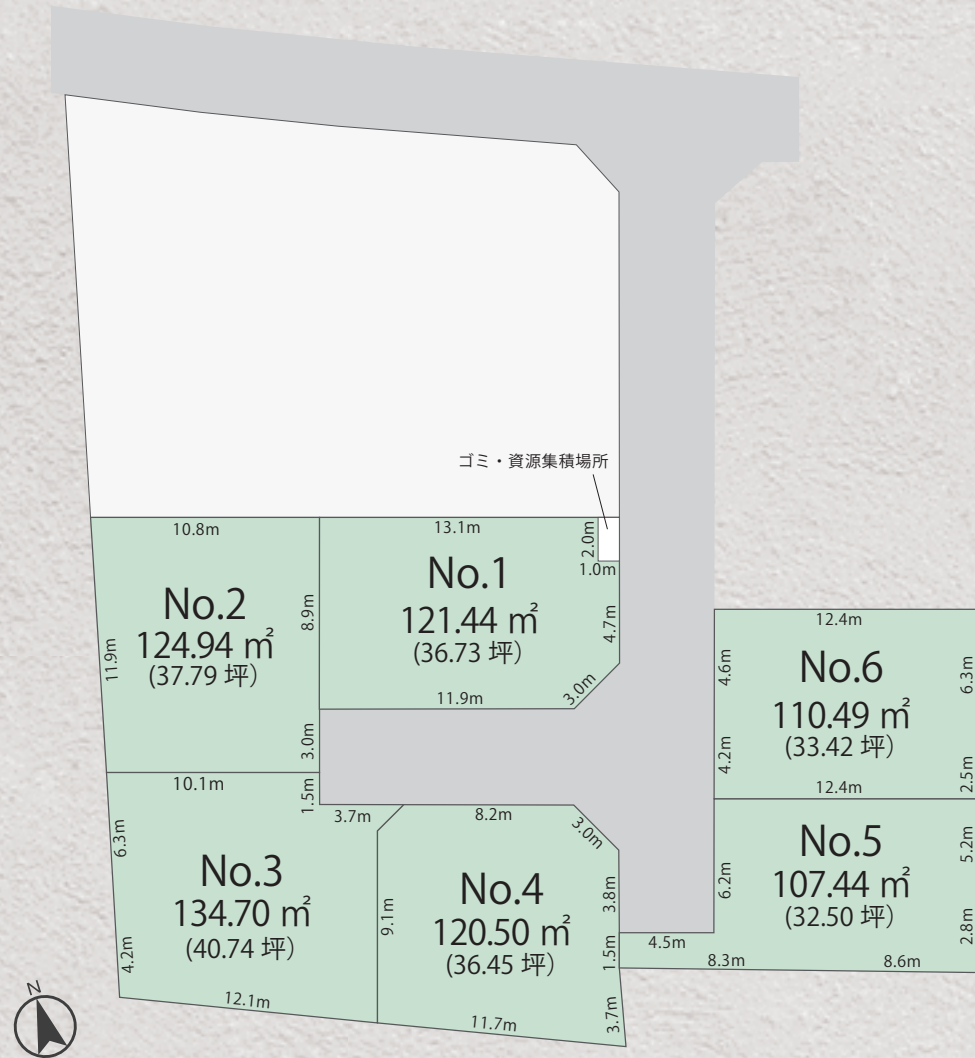 ゴミ・資源集積場所
10.8m
13.1m
2.0m
1.0m
No.1
121.44 ㎡
(36.73 坪)
4.7m
11.9m
3.0m
No.2
124.94 ㎡
(37.79 坪)
8.9m
11.9m
3.0m
10.1m
1.5m
3.7m
6.3m
No.3
134.70 ㎡
(40.74 坪)
4.2m
12.1m
8.2m
3.0m
9.1m
No.4
120.50 ㎡
(36.45 坪)
3.8m
1.5m
3.7m
11.7m
12.4m
4.6m
No.6
110.49 ㎡
(33.42 坪)
6.3m
4.2m
2.5m
12.4m
No.5
107.44 ㎡
(32.50 坪)
5.2m
6.2m
2.8m
4.5m
8.3m
8.6m
N